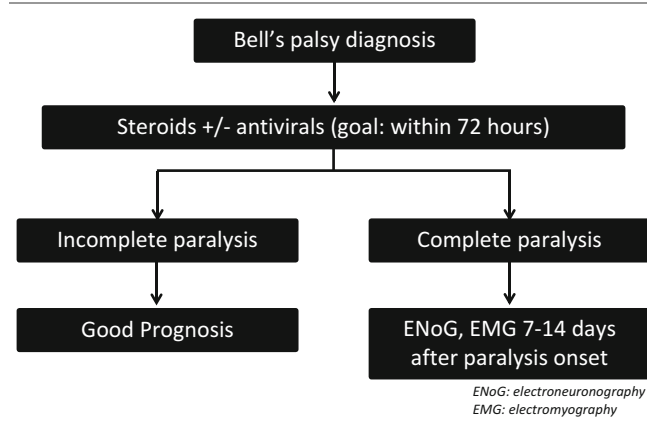 Bell’s palsy diagnosis
Steroids +/- antivirals (goal: within 72 hours)
Incomplete paralysis
Complete paralysis
Good Prognosis
ENoG, EMG 7-14 days
after paralysis onset
ENoG: electroneuronography
EMG: electromyography